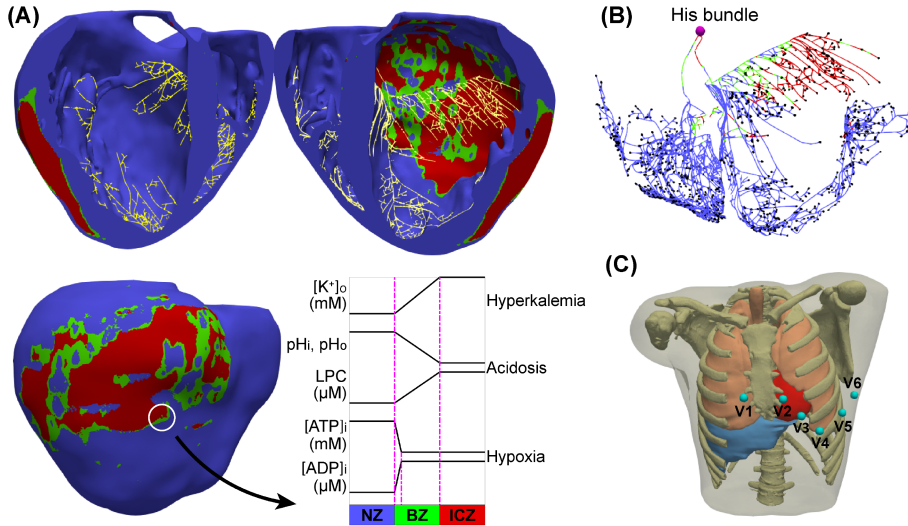 (A)
(B)
His bundle
[K+]o
(mM)
Hyperkalemia
pHi, pHo
Acidosis
LPC
(μM)
[ATP]i
(mM)
Hypoxia
[ADP]i
(μM)
NZ BZ ICZ
(C)
V6
V1 V2
V3 V5
V4